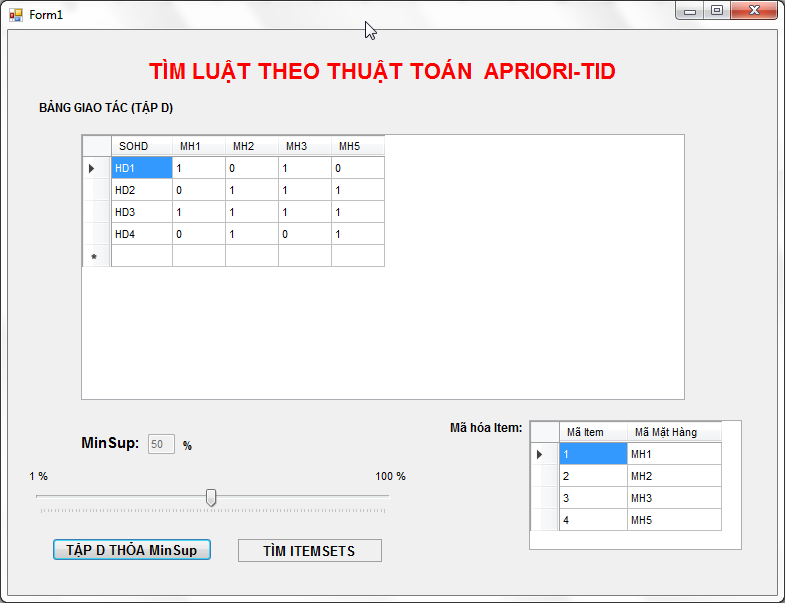 Form1
TÌM LUẬT THEO THUẬT TOÁN APRIORI-TID
BẢNG GIAO TÁC (TẬP D)
SOHD MH1 MH2 MH3 MH5
HD1 1 0 1 0
HD2 0 1 1 1
HD3 1 1 1 1
HD4 0 1 0 1
*
Mã hóa Item:
Mã Item Mã Mặt Hàng
1 MH1
2 MH2
3 MH3
4 MH5
MinSup: 50 %
1 % 100 %
TẬP D THỎA MinSup
TÌM ITEMSETS